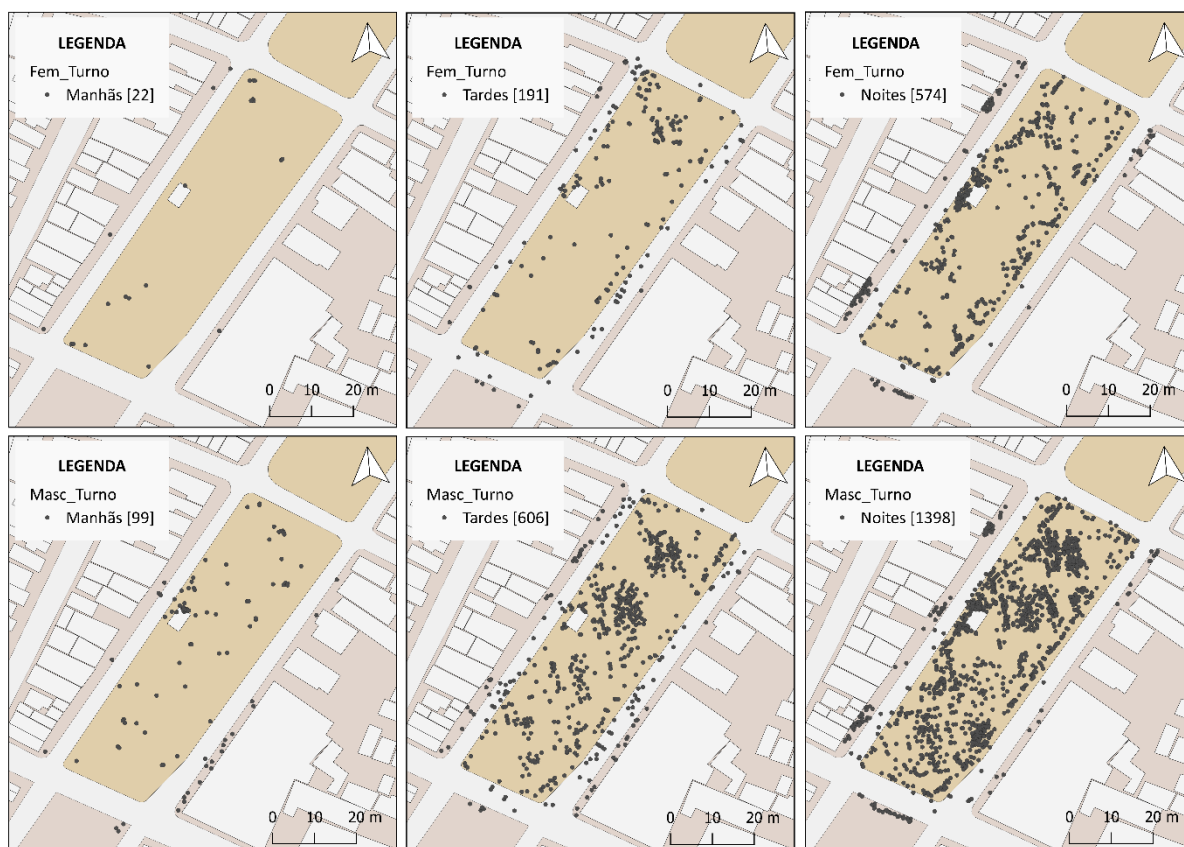 LEGENDA
Fem_Turno
Manhãs [22]
0 10 20 m
LEGENDA
Fem_Turno
Tardes [191]
0 10 20 m
LEGENDA
Fem_Turno
Noites [574]
0 10 20 m
LEGENDA
Masc_Turno
Manhãs [99]
0 10 20 m
LEGENDA
Masc_Turno
Tardes [606]
0 10 20 m
LEGENDA
Masc_Turno
Noites [1398]
0 10 20 m